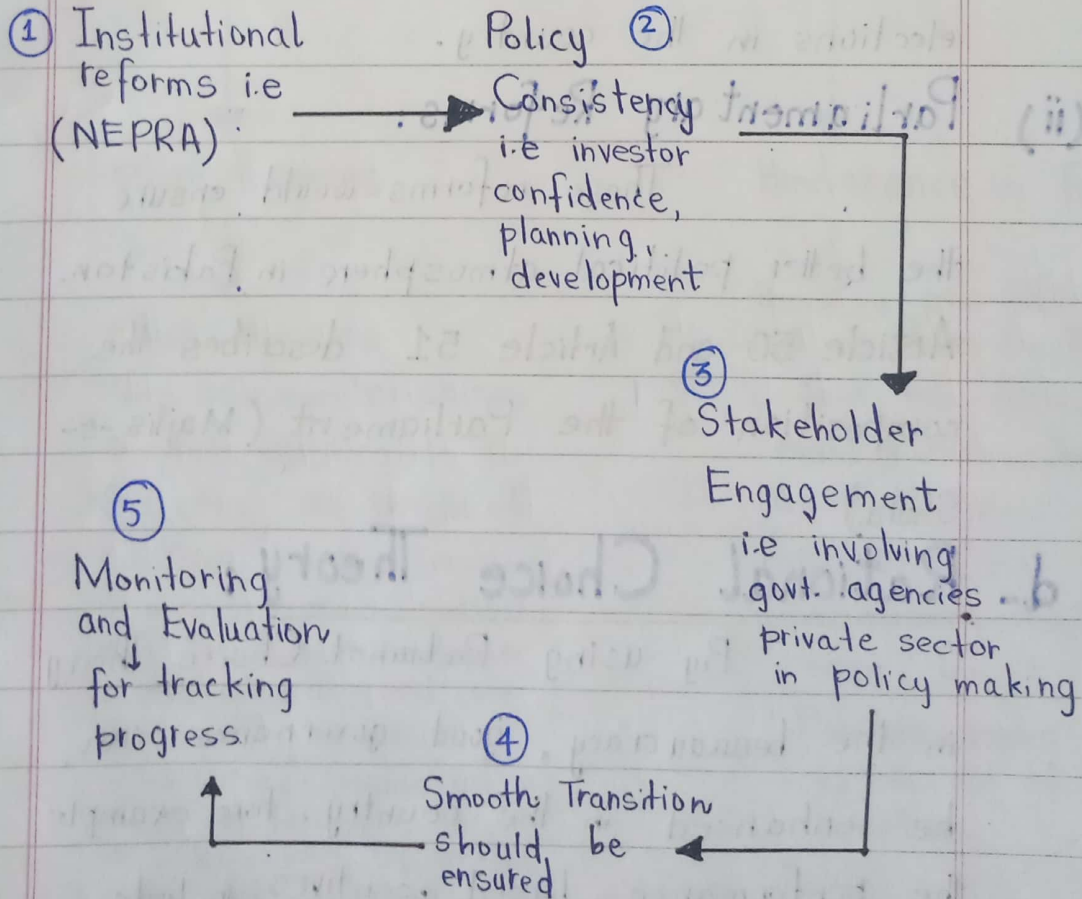 ① Institutional
reforms i.e
(NEPRA).
Policy ②
Consistency
i.e investor
confidence,
planning,
development
③
Stakeholder
Engagement
i.e involving
govt. agencies
private sector
in policy making
④
Smooth Transition
should be
ensured.
⑤
Monitoring
and Evaluation
for tracking
progress.